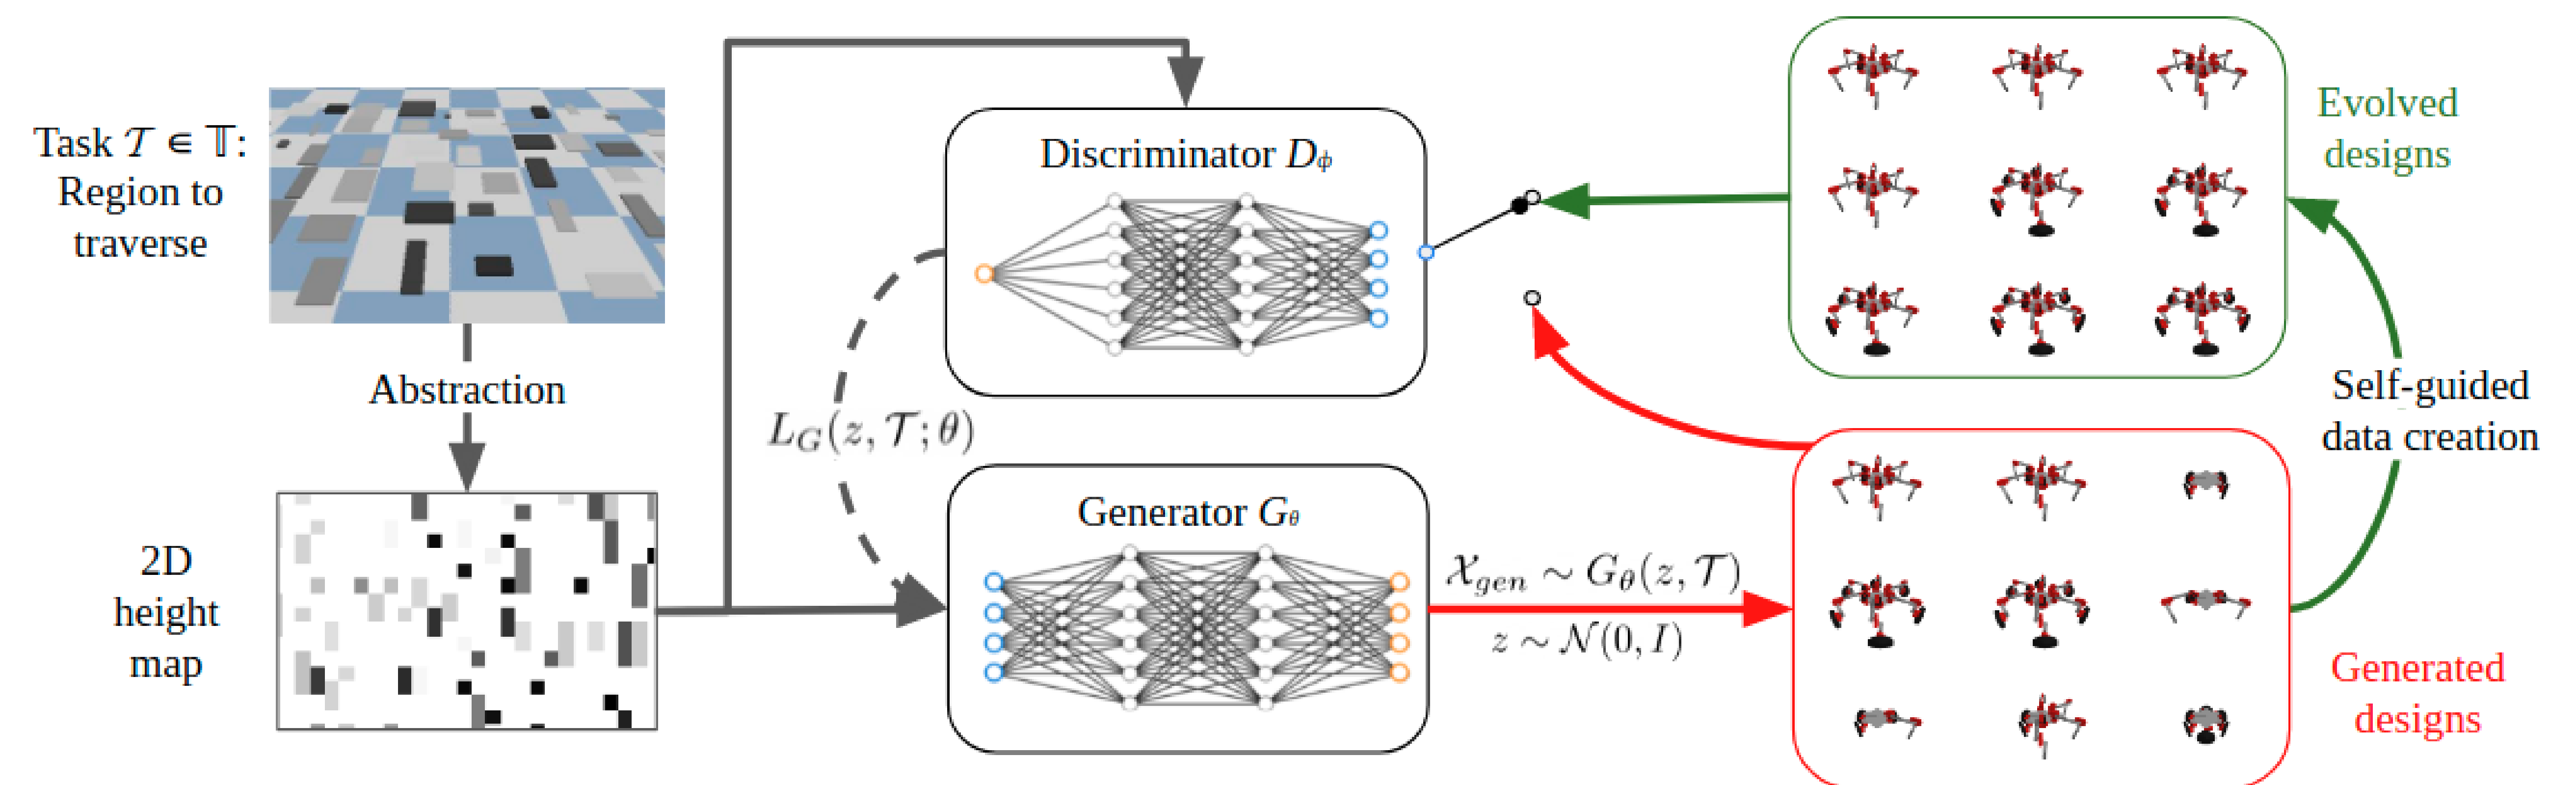 Task 𝒯 ∈ 𝕋:
Region to
traverse
Abstraction
2D
height
map
Discriminator D_ϕ
L_G(z, 𝒯; θ)
Generator G_θ
𝒳_gen ~ G_θ(z, 𝒯)
z ~ 𝒩(0, I)
Evolved
designs
Self-guided
data creation
Generated
designs